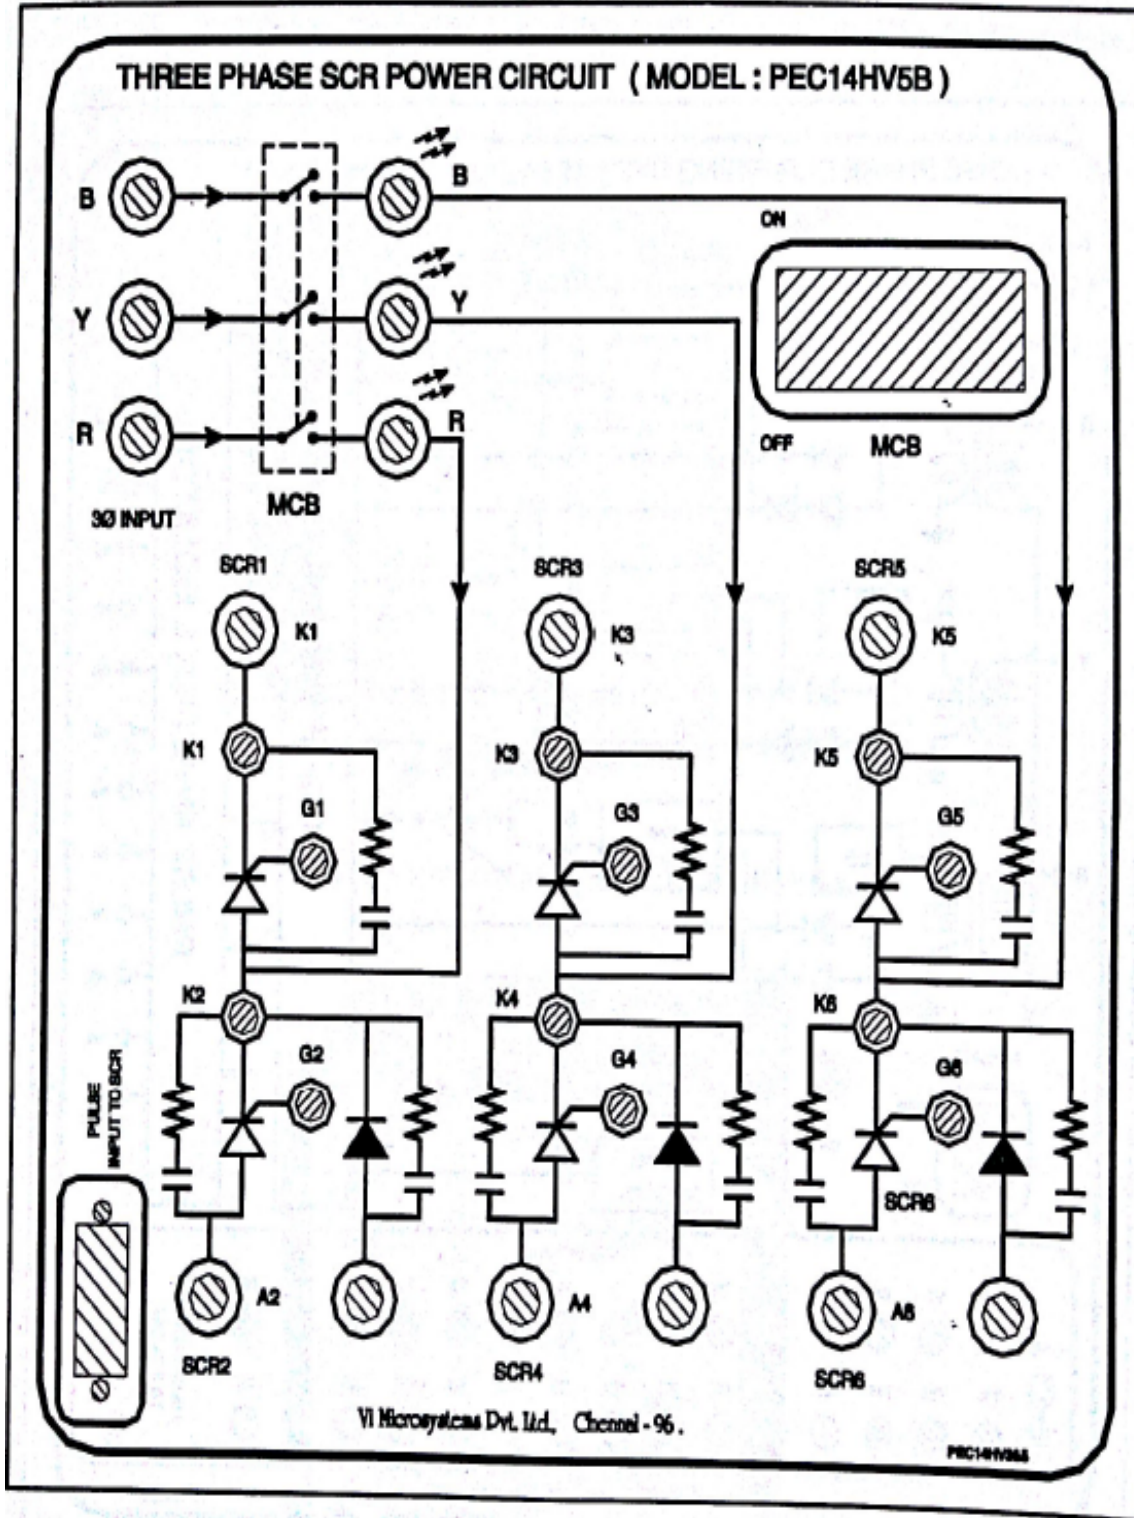 THREE PHASE SCR POWER CIRCUIT ( MODEL : PEC14HV5B )
B
B
ON
Y
Y
R
R
OFF
MCB
MCB
3Ø INPUT
SCR1
SCR3
SCR5
K1
K3
K5
K1
K3
K5
G1
G3
G5
K2
K4
K6
G2
G4
G6
PULSE
INPUT TO SCR
SCR6
A2
A4
A6
SCR2
SCR4
SCR6
Vi Microsystems Pvt. Ltd., Chennai - 96 .